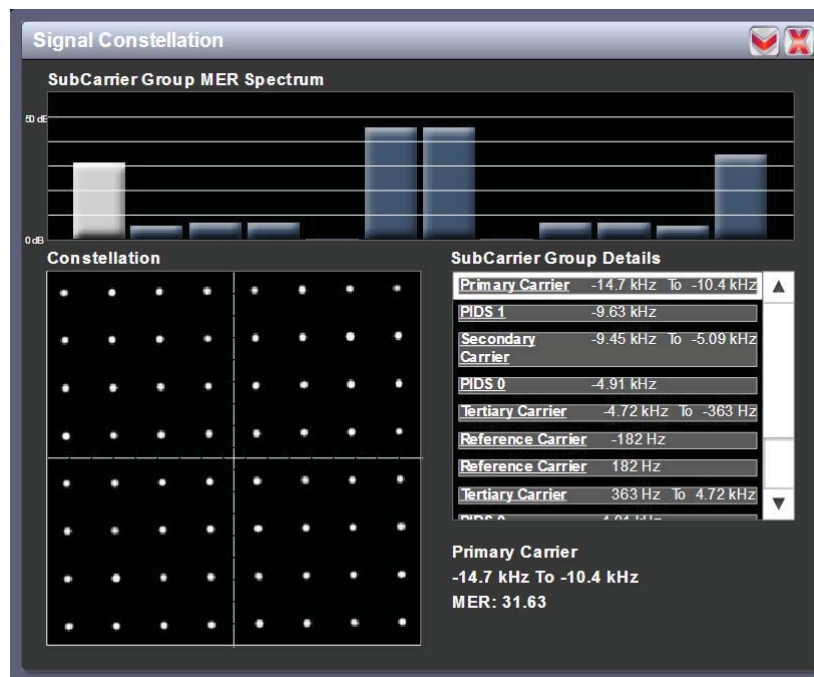 Signal Constellation
SubCarrier Group MER Spectrum
50 dB
0 dB
Constellation
SubCarrier Group Details
Primary Carrier -14.7 kHz To -10.4 kHz
PIDS 1 -9.63 kHz
Secondary -9.45 kHz To -5.09 kHz
Carrier
PIDS 0 -4.91 kHz
Tertiary Carrier -4.72 kHz To -363 Hz
Reference Carrier -182 Hz
Reference Carrier 182 Hz
Tertiary Carrier 363 Hz To 4.72 kHz
Primary Carrier
-14.7 kHz To -10.4 kHz
MER: 31.63